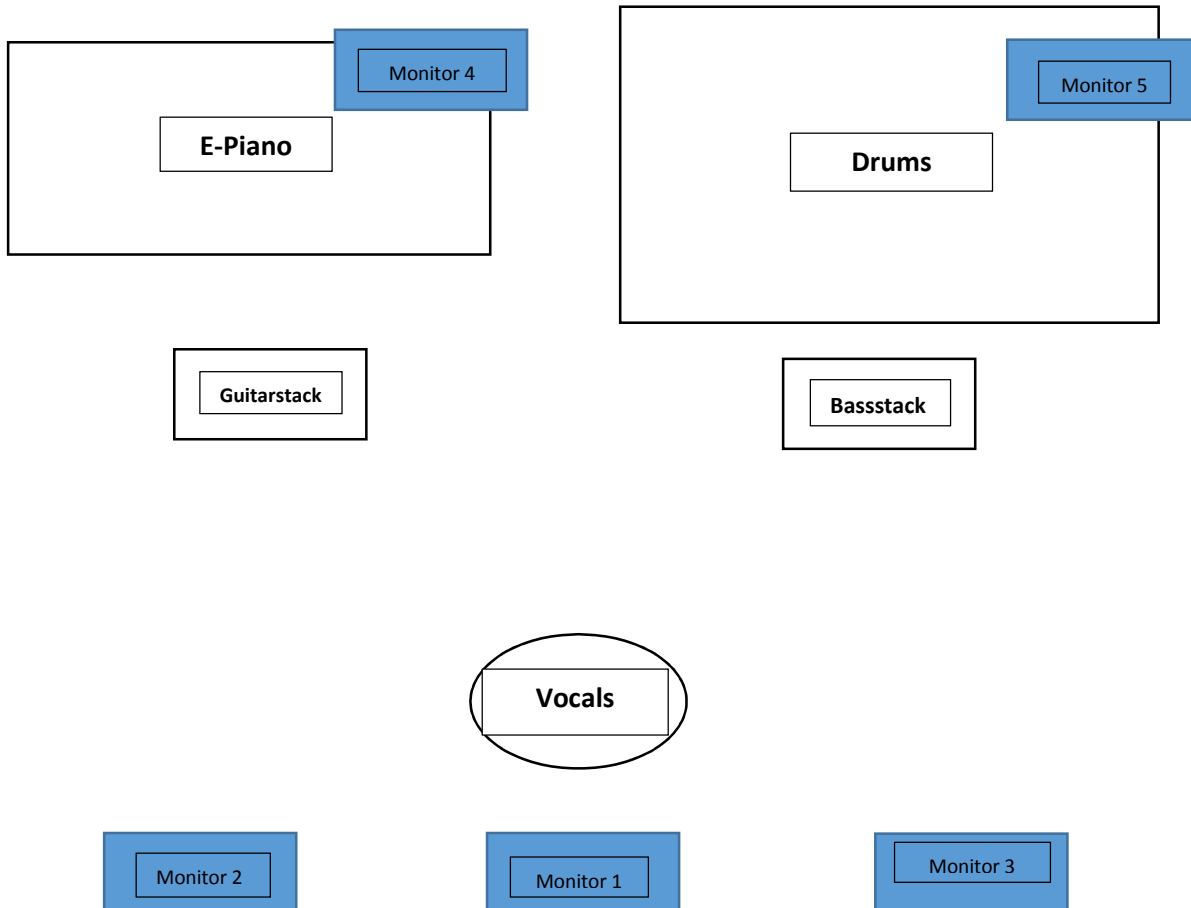 Monitor 4
Monitor 5
E-Piano
Drums
Guitarstack
Bassstack
Vocals
Monitor 2
Monitor 1
Monitor 3